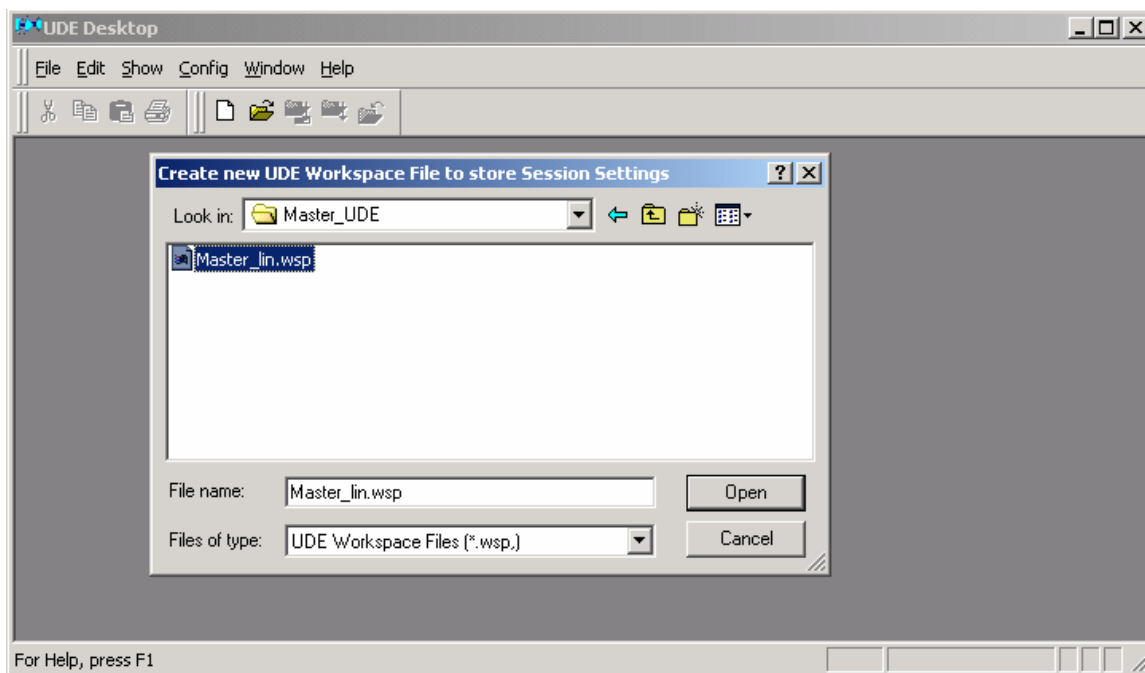 UDE Desktop
File Edit Show Config Window Help
Create new UDE Workspace File to store Session Settings
Look in: Master_UDE
Master_lin.wsp
File name: Master_lin.wsp
Open
Files of type: UDE Workspace Files (*.wsp,)
Cancel
For Help, press F1